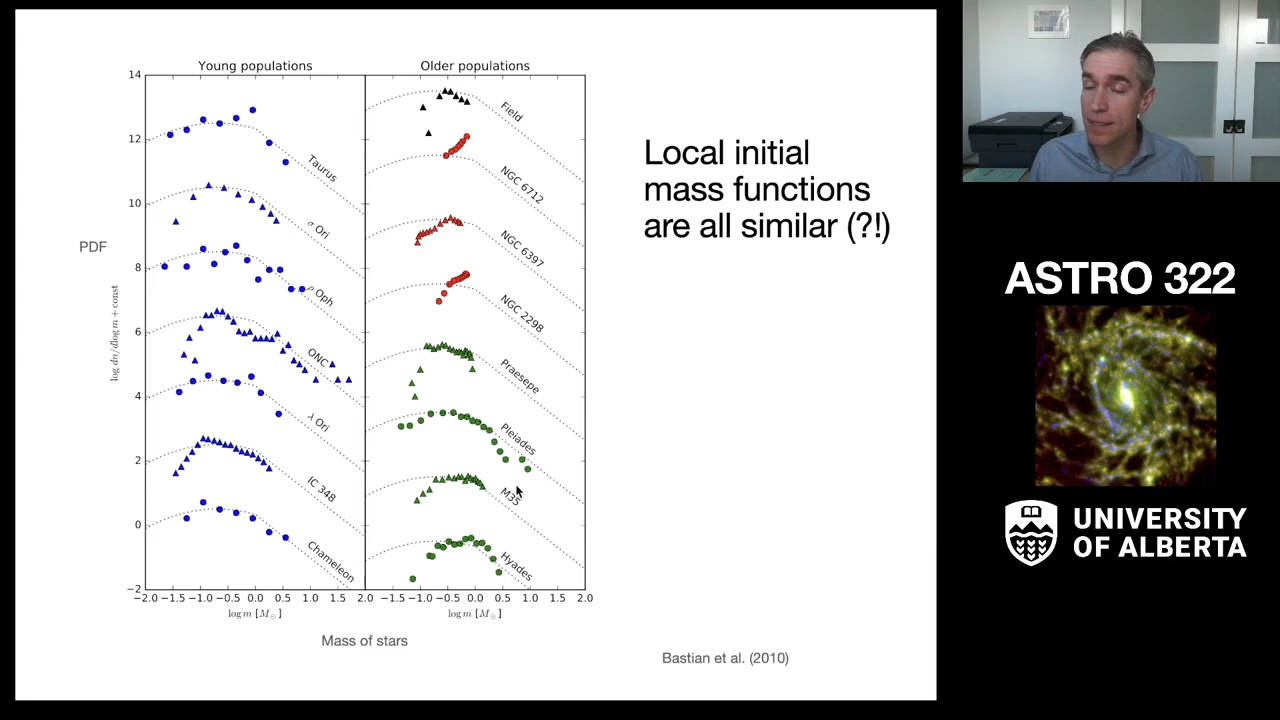 Young populations
Older populations
14
12
10
8
6
4
2
0
−2
PDF
log dn/dlog m + const
Taurus
σ Ori
ρ Oph
ONC
λ Ori
IC 348
Chameleon
Field
NGC 6712
NGC 6397
NGC 2298
Praesepe
Pleiades
M35
Hyades
−2.0 −1.5 −1.0 −0.5 0.0 0.5 1.0 1.5 2.0 −1.5 −1.0 −0.5 0.0 0.5 1.0 1.5 2.0
log m [M☉]
log m [M☉]
Mass of stars
Local initial
mass functions
are all similar (?!)
Bastian et al. (2010)
ASTRO 322
UNIVERSITY
OF ALBERTA